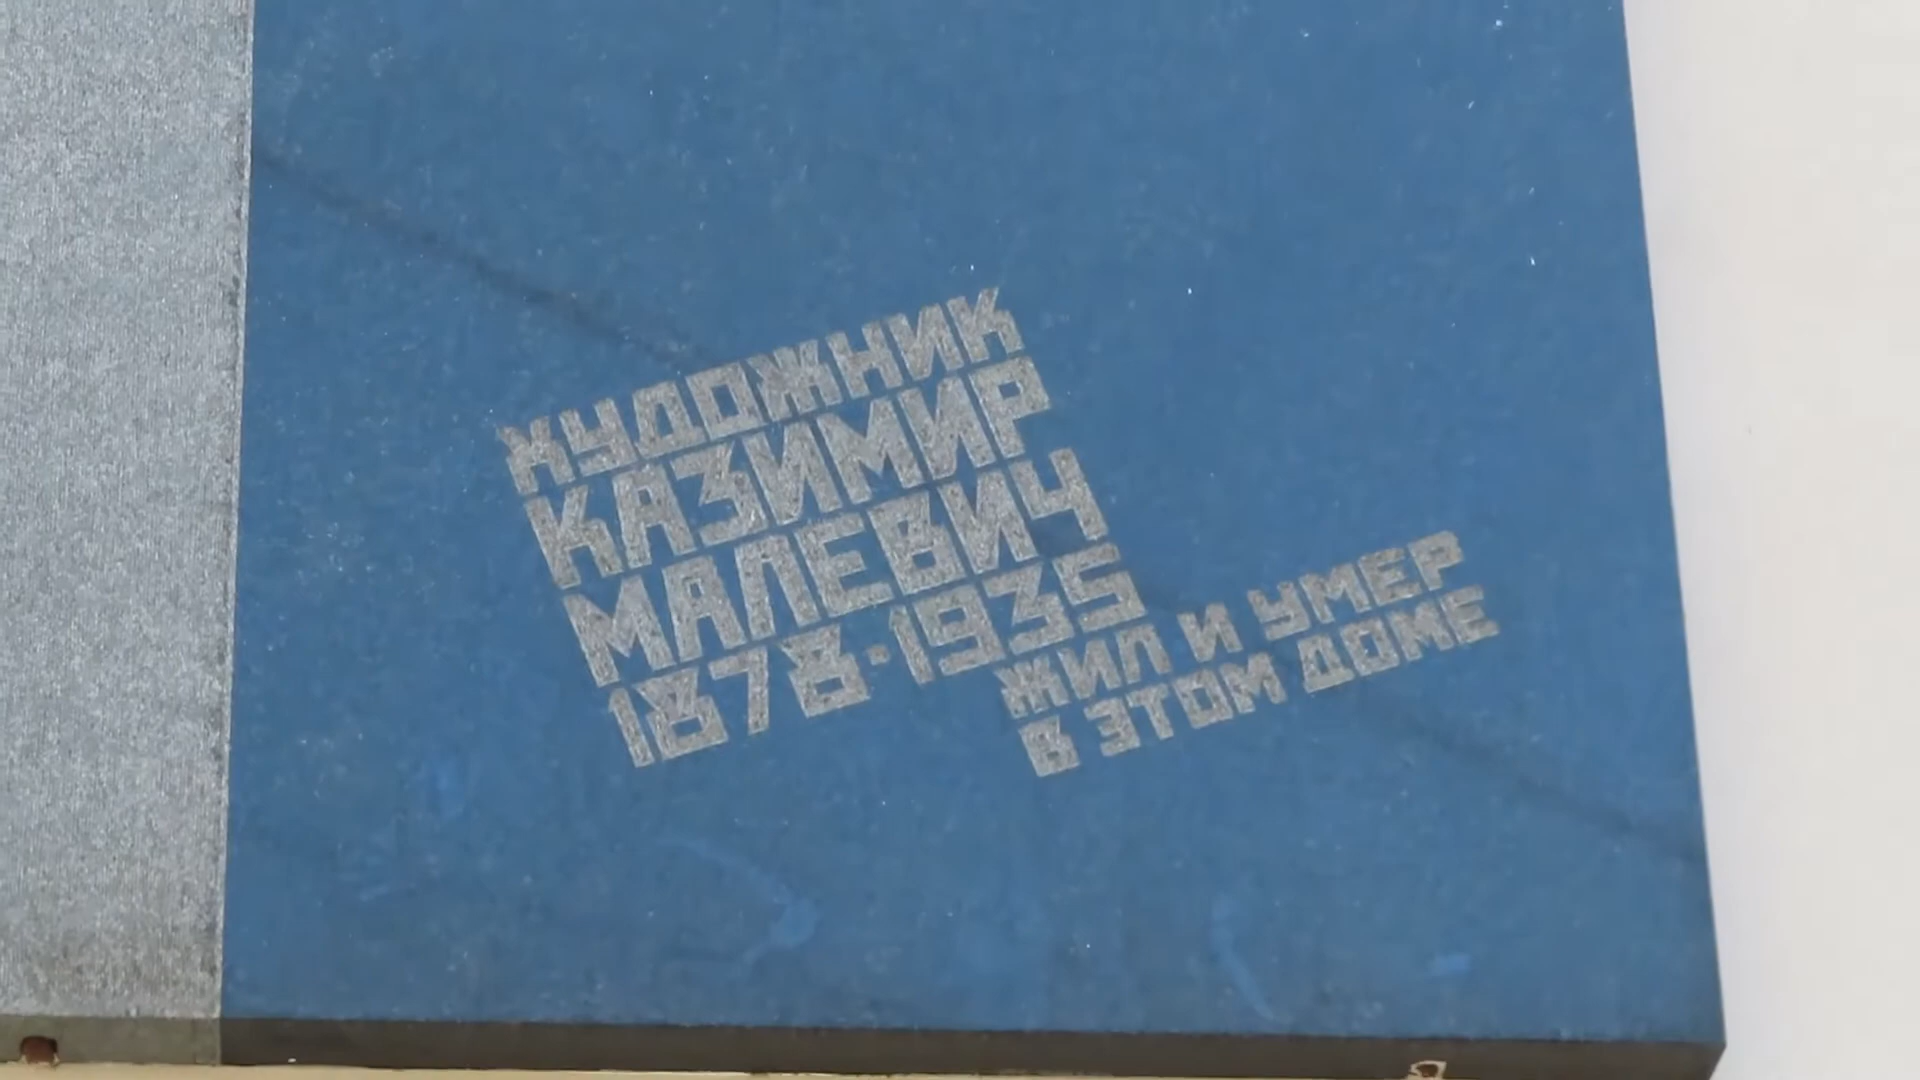 ХУДОЖНИК
КАЗИМИР
МАЛЕВИЧ
1878·1935
ЖИЛ И УМЕР
В ЭТОМ ДОМЕ